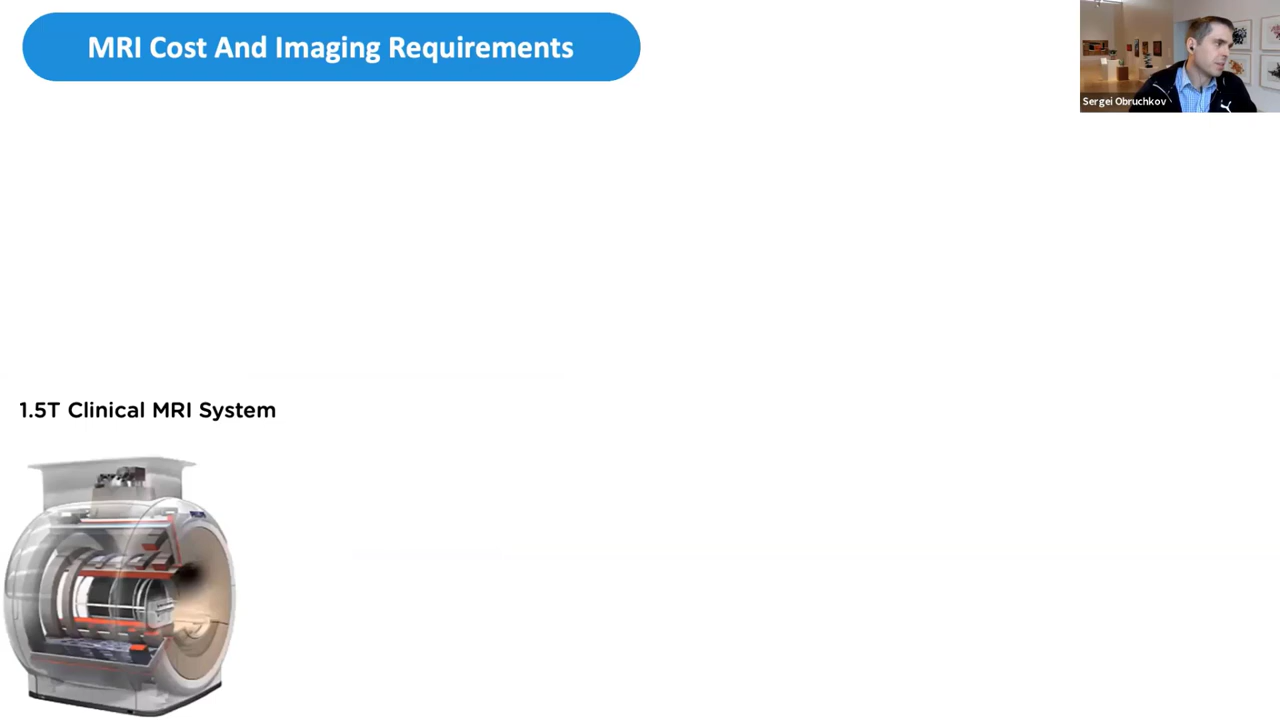 MRI Cost And Imaging Requirements
Sergei Obruchkov
1.5T Clinical MRI System